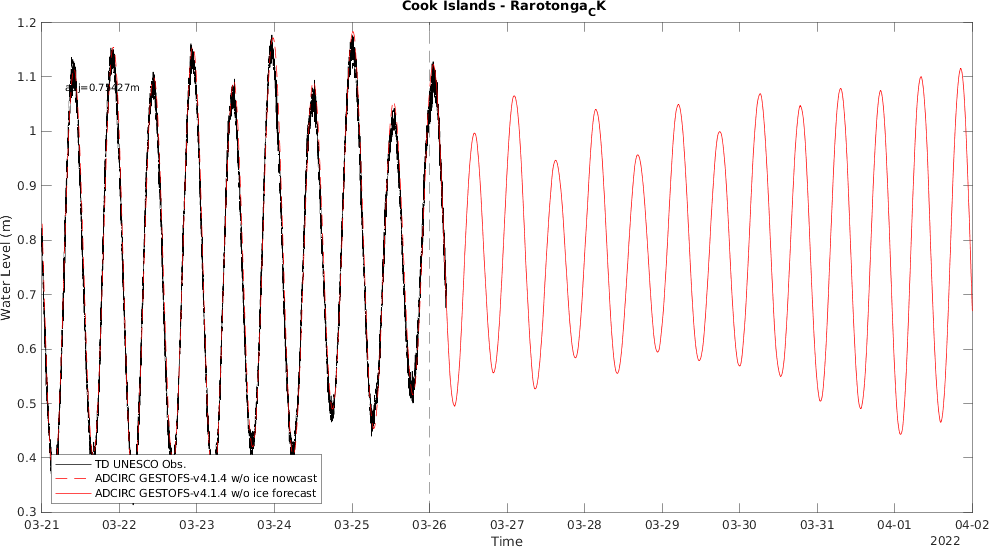 Cook Islands - Rarotonga_CK
1.2
1.1
1
0.9
0.8
0.7
0.6
0.5
0.4
0.3
Water Level (m)
TD UNESCO Obs.
ADCIRC GESTOFS-v4.1.4 w/o ice nowcast
ADCIRC GESTOFS-v4.1.4 w/o ice forecast
03-21 03-22 03-23 03-24 03-25 03-26 03-27 03-28 03-29 03-30 03-31 04-01 04-02
Time
2022